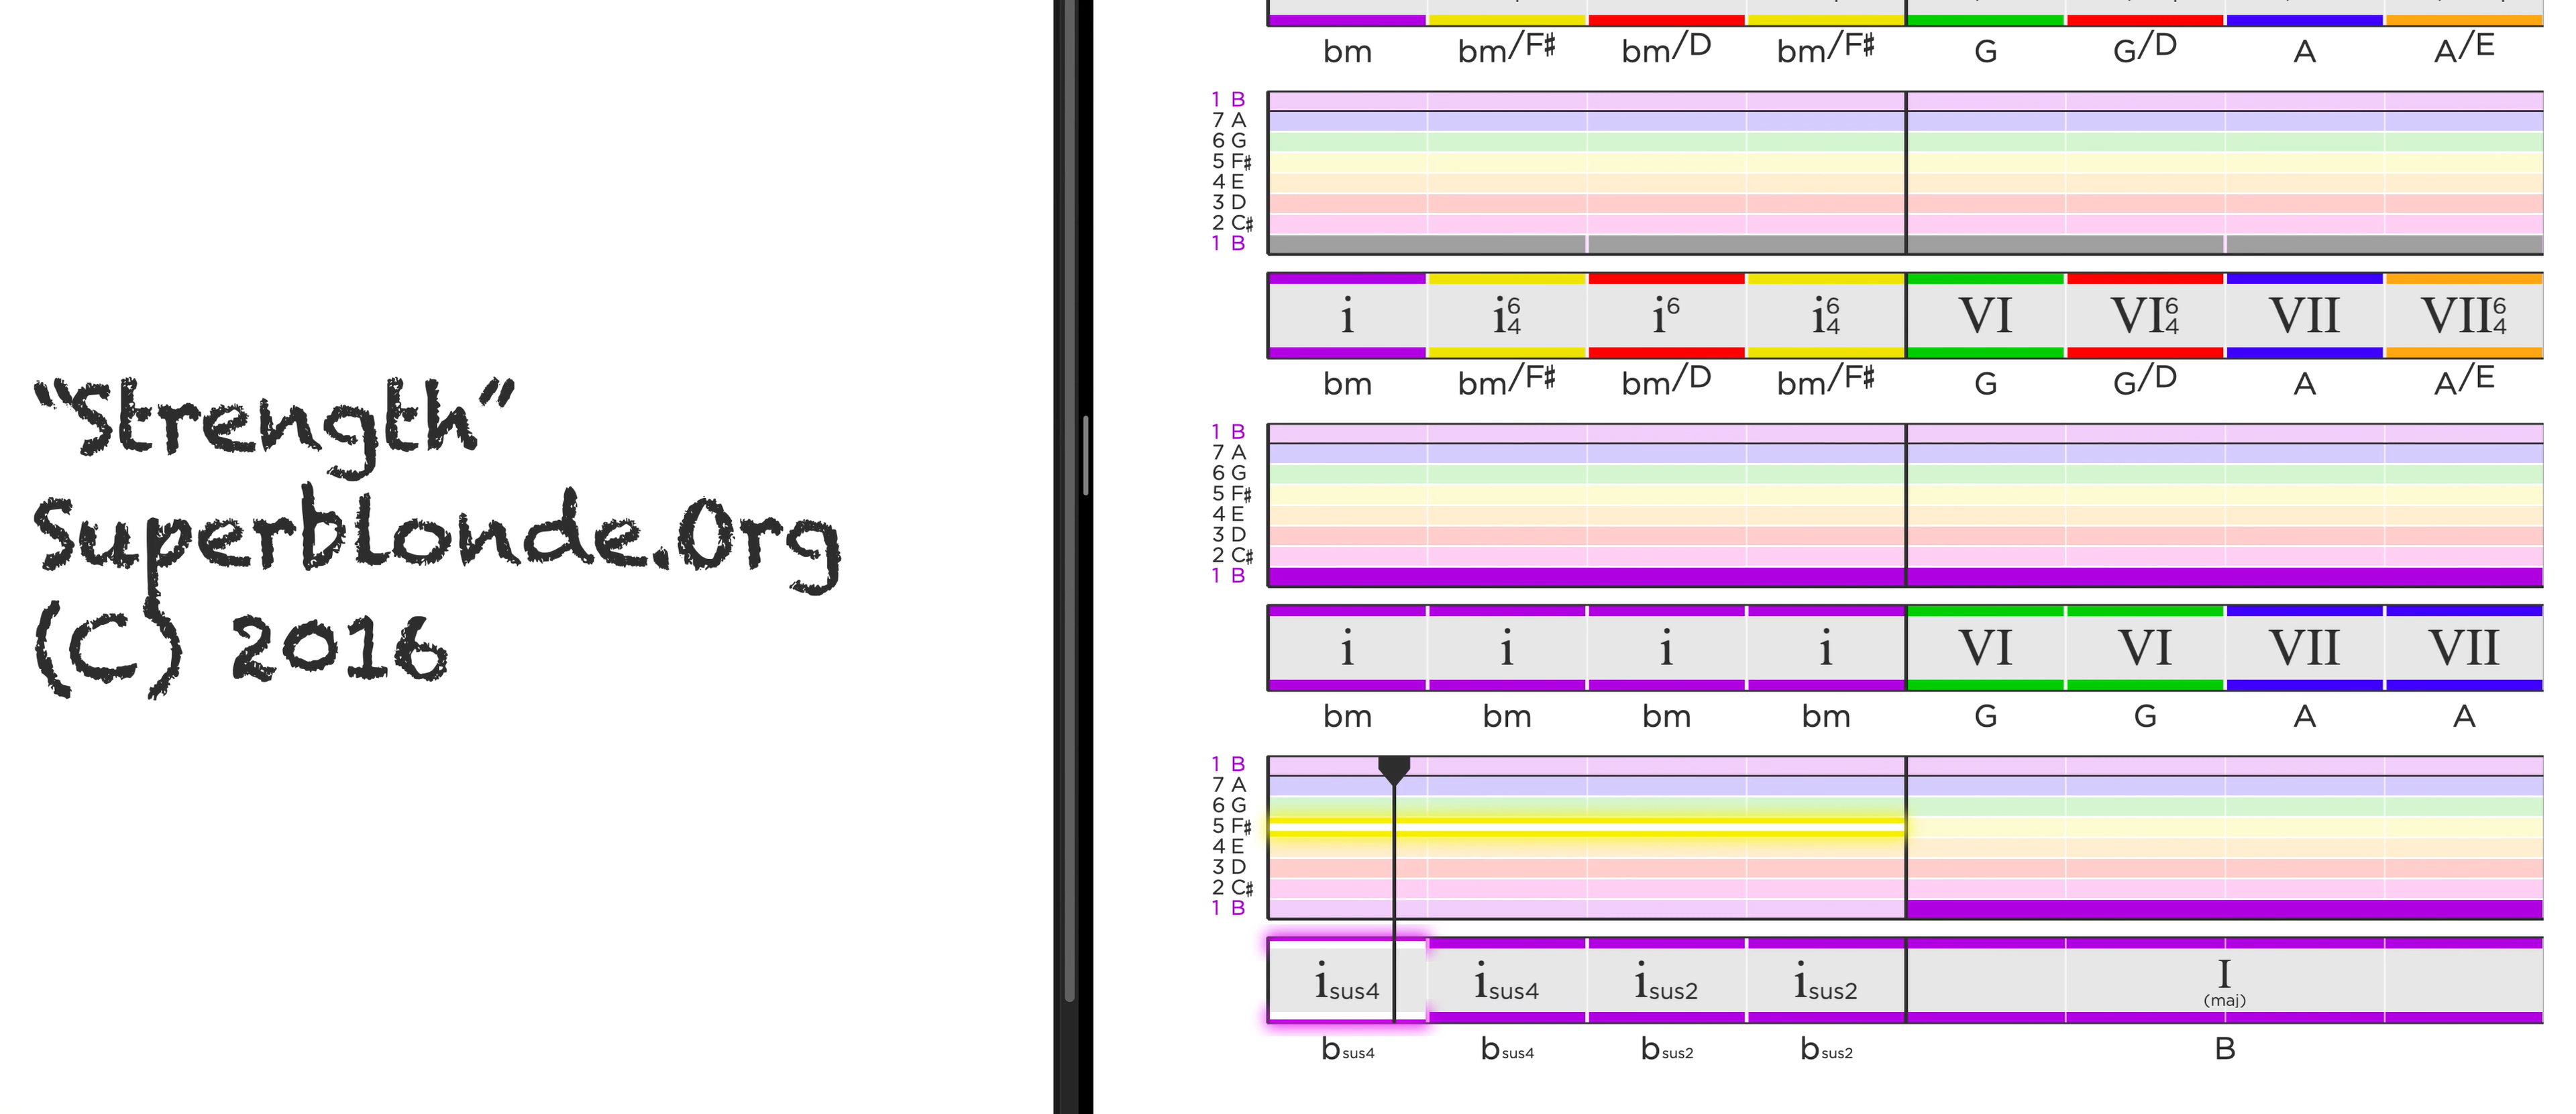 “Strength”
Superblonde.Org
(C) 2016
bm bm/F♯ bm/D bm/F♯ G G/D A A/E
1 B
7 A
6 G
5 F♯
4 E
3 D
2 C♯
1 B
i i64 i6 i64 VI VI64 VII VII64
bm bm/F♯ bm/D bm/F♯ G G/D A A/E
1 B
7 A
6 G
5 F♯
4 E
3 D
2 C♯
1 B
i i i i VI VI VII VII
bm bm bm bm G G A A
1 B
7 A
6 G
5 F♯
4 E
3 D
2 C♯
1 B
isus4 isus4 isus2 isus2 I
(maj)
bsus4 bsus4 bsus2 bsus2 B